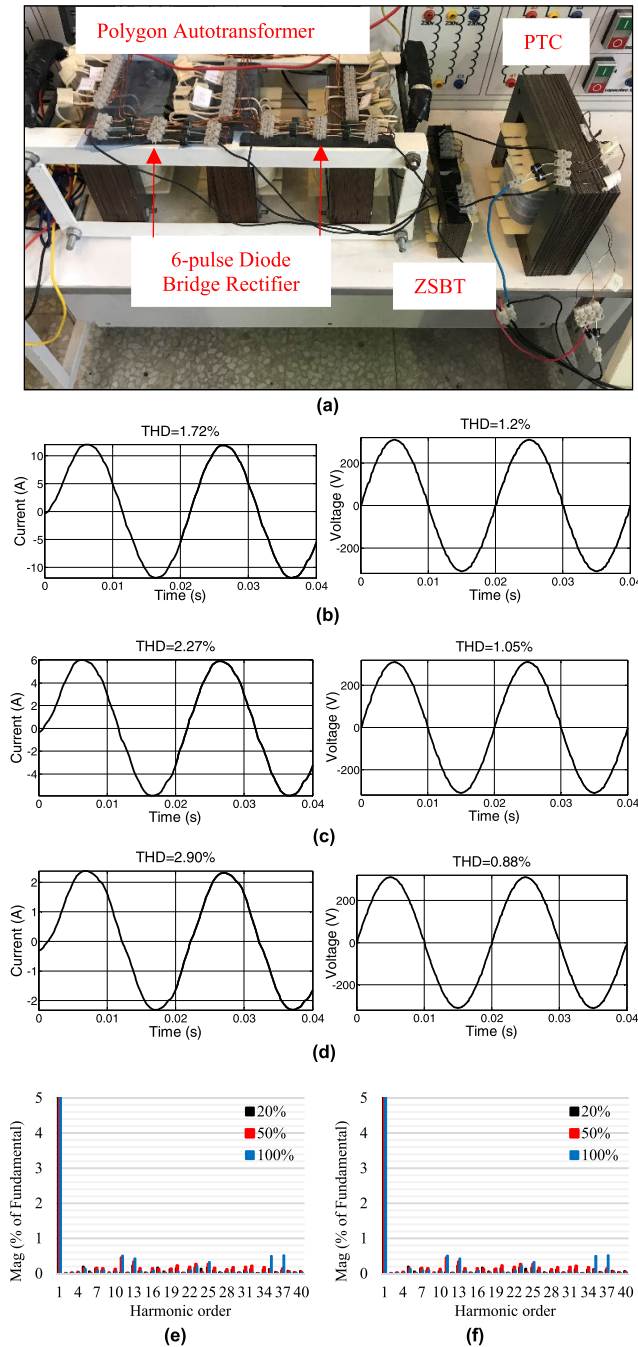 Polygon Autotransformer
PTC
6-pulse Diode
Bridge Rectifier
ZSBT
(a)
THD=1.72%
Current (A)
10
5
0
-5
-10
0 0.01 0.02 0.03 0.04
Time (s)
THD=1.2%
Voltage (V)
200
0
-200
0 0.01 0.02 0.03 0.04
Time (s)
(b)
THD=2.27%
Current (A)
6
4
2
0
-2
-4
0 0.01 0.02 0.03 0.04
Time (s)
THD=1.05%
Voltage (V)
200
0
-200
0 0.01 0.02 0.03 0.04
Time (s)
(c)
THD=2.90%
Current (A)
2
1
0
-1
-2
0 0.01 0.02 0.03 0.04
Time (s)
THD=0.88%
Voltage (V)
200
0
-200
0 0.01 0.02 0.03 0.04
Time (s)
(d)
Mag (% of Fundamental)
5
4
3
2
1
0
20%
50%
100%
1 4 7 10 13 16 19 22 25 28 31 34 37 40
Harmonic order
(e)
Mag (% of Fundamental)
5
4
3
2
1
0
20%
50%
100%
1 4 7 10 13 16 19 22 25 28 31 34 37 40
Harmonic order
(f)